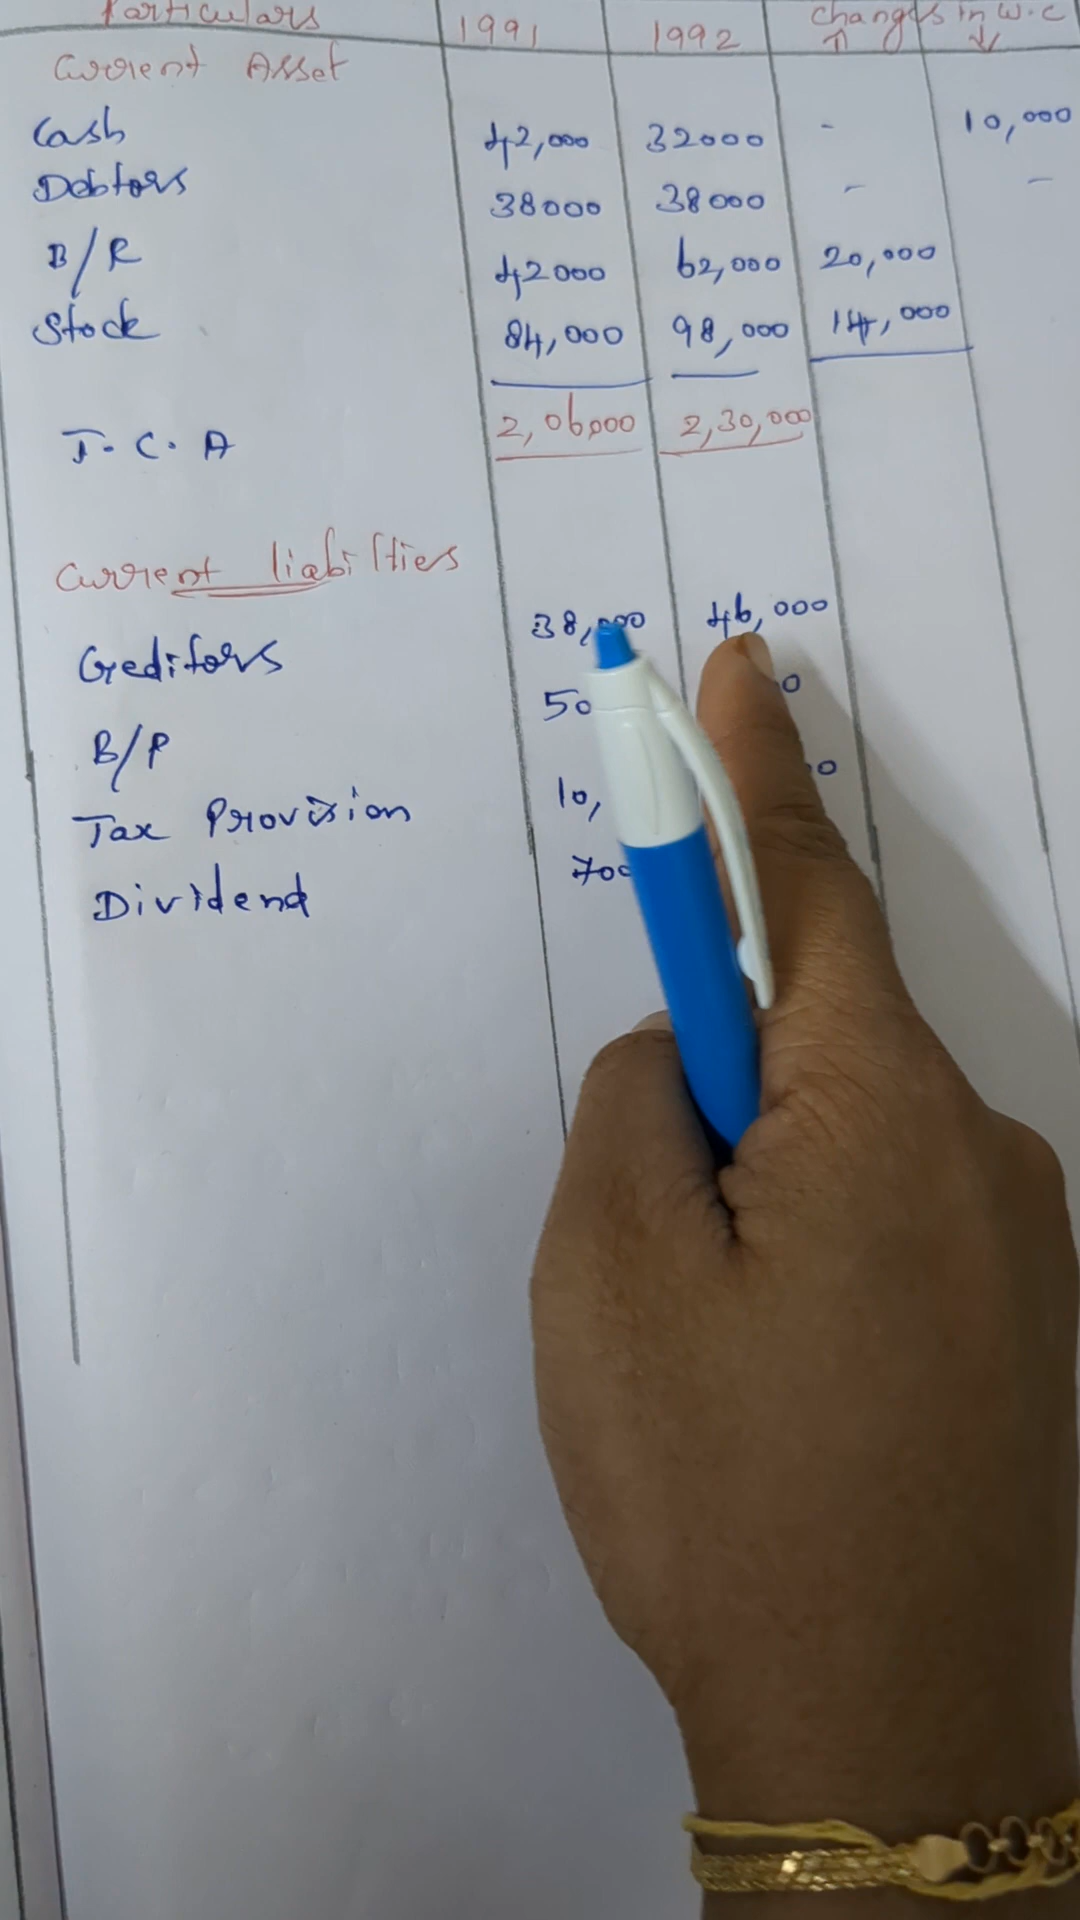 Particulars 1991 1992 Changes in W.C
↑ ↓
Current Asset
Cash 42,000 32000 - 10,000
Debtors 38000 38000 - -
B/R 42000 62,000 20,000
Stock 84,000 98,000 14,000
T.C.A 2,06,000 2,30,000
Current liabilities
Creditors 38,000 46,000
B/P
Tax Provision
Dividend